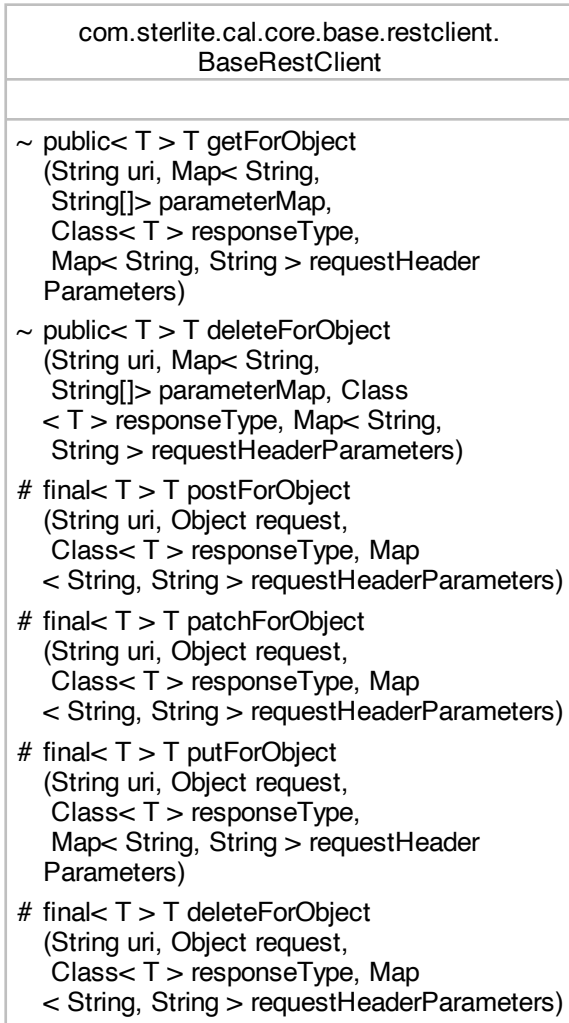 com.sterlite.cal.core.base.restclient.
BaseRestClient
~ public< T > T getForObject
(String uri, Map< String,
String[]> parameterMap,
Class< T > responseType,
Map< String, String > requestHeader
Parameters)
~ public< T > T deleteForObject
(String uri, Map< String,
String[]> parameterMap, Class
< T > responseType, Map< String,
String > requestHeaderParameters)
# final< T > T postForObject
(String uri, Object request,
Class< T > responseType, Map
< String, String > requestHeaderParameters)
# final< T > T patchForObject
(String uri, Object request,
Class< T > responseType, Map
< String, String > requestHeaderParameters)
# final< T > T putForObject
(String uri, Object request,
Class< T > responseType,
Map< String, String > requestHeader
Parameters)
# final< T > T deleteForObject
(String uri, Object request,
Class< T > responseType, Map
< String, String > requestHeaderParameters)